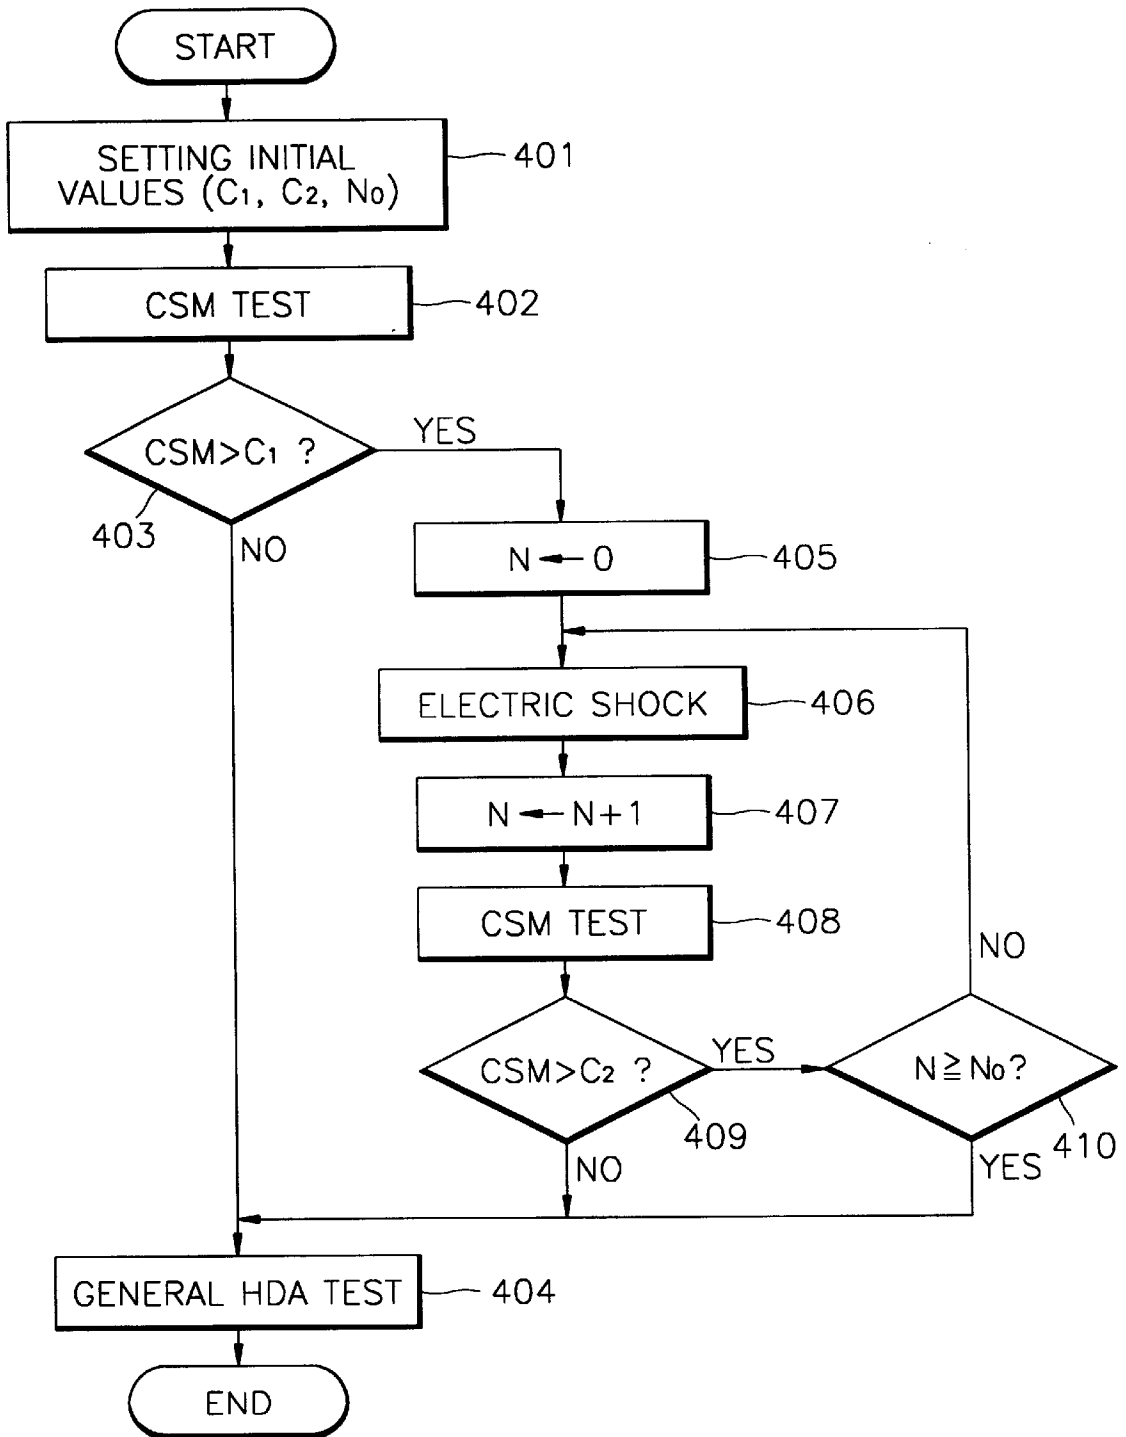 START
SETTING INITIAL
VALUES (C1, C2, N0)
401
CSM TEST
402
CSM>C1 ?
YES
403
NO
N ← 0
405
ELECTRIC SHOCK
406
N ← N+1
407
CSM TEST
408
NO
CSM>C2 ?
YES
N≧N0?
409
410
NO
YES
GENERAL HDA TEST
404
END